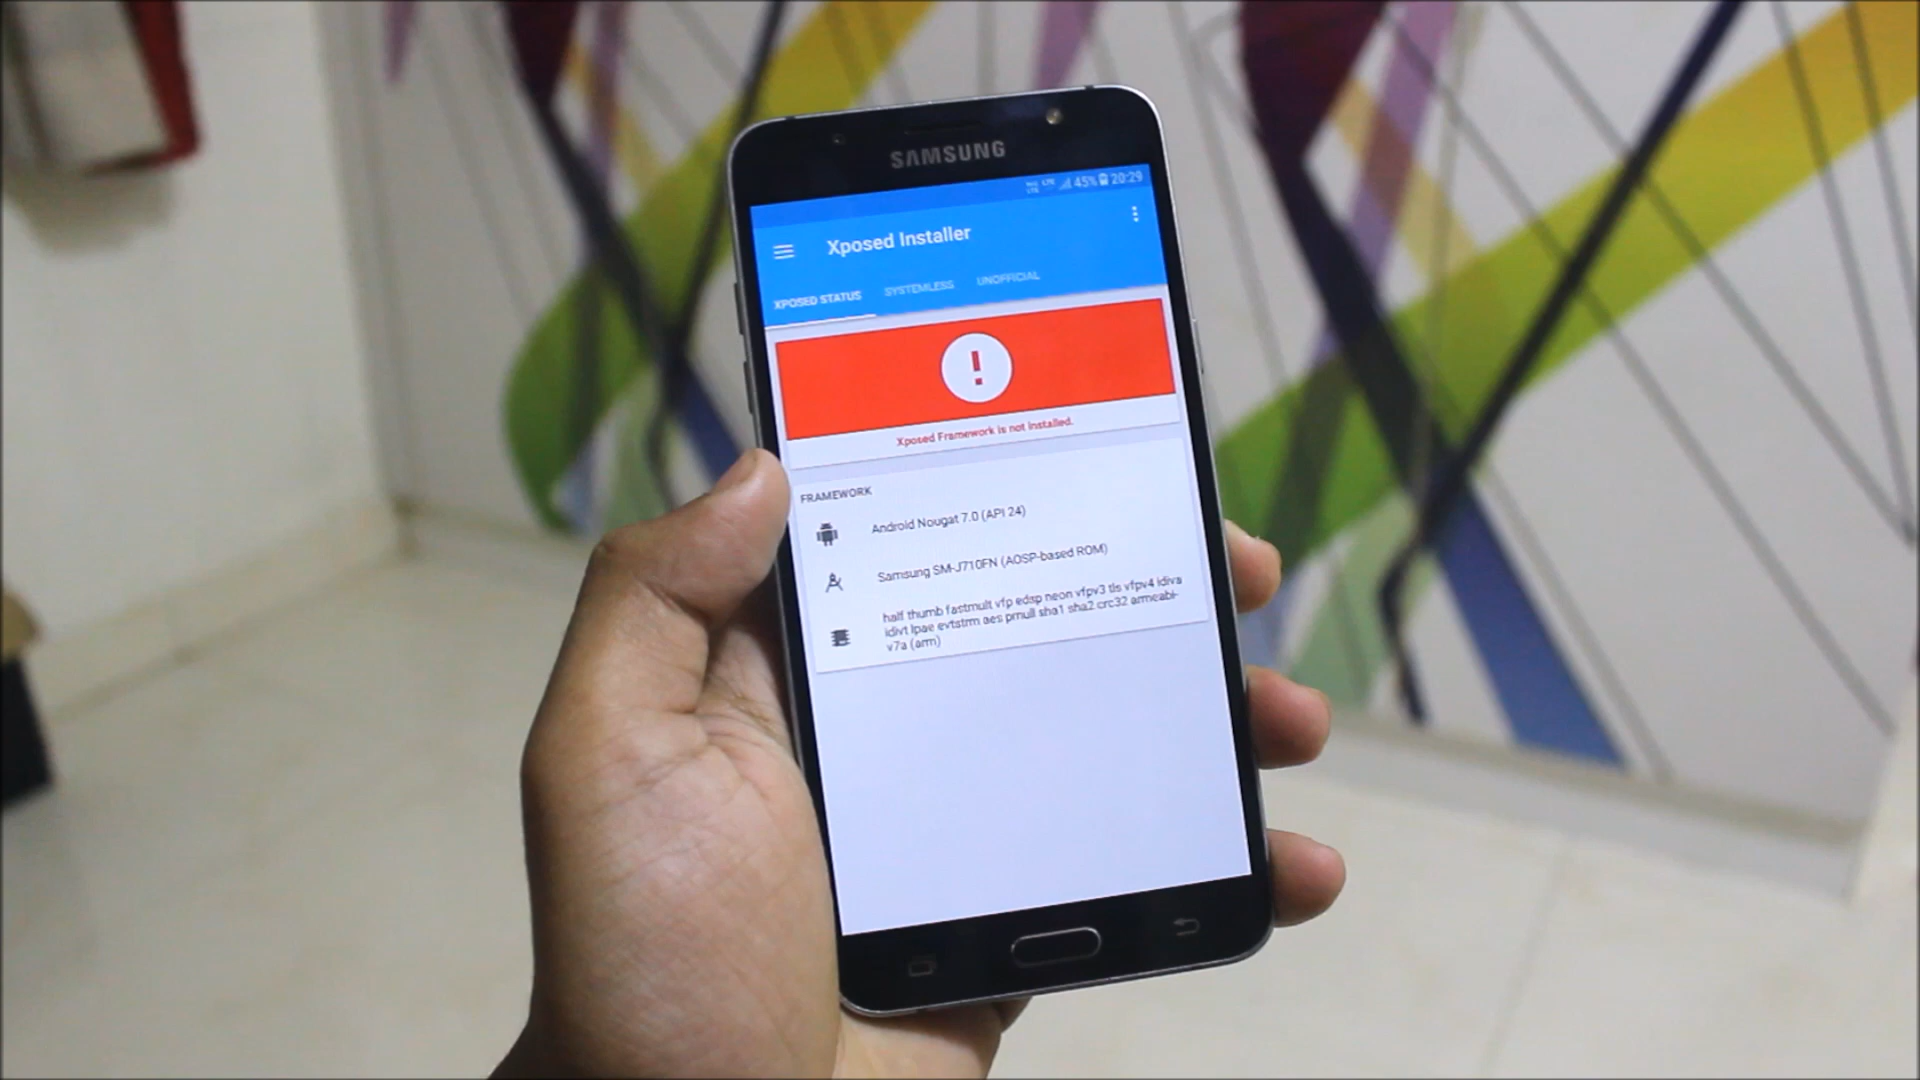 SAMSUNG
VoLTE LTE 45% 20:29
Xposed Installer
XPOSED STATUS SYSTEMLESS UNOFFICIAL
!
Xposed Framework is not installed.
FRAMEWORK
Android Nougat 7.0 (API 24)
Samsung SM-J710FN (AOSP-based ROM)
half thumb fastmult vfp edsp neon vfpv3 tls vfpv4 idiva
idivt lpae evtstrm aes pmull sha1 sha2 crc32 armeabi-
v7a (arm)